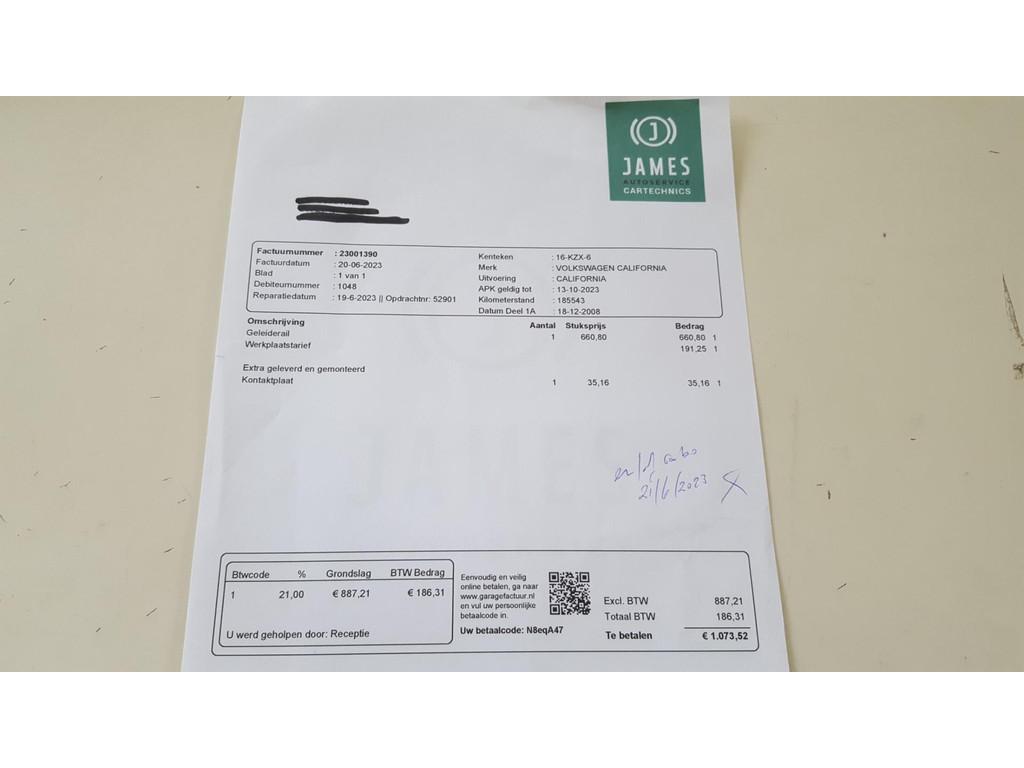 JAMES
AUTOSERVICE
CARTECHNICS
Factuurnummer : 23001390
Factuurdatum : 20-06-2023
Blad : 1 van 1
Debiteurnummer : 1048
Reparatiedatum : 19-6-2023 || Opdrachtnr: 52901
Kenteken : 16-KZX-6
Merk : VOLKSWAGEN CALIFORNIA
Uitvoering : CALIFORNIA
APK geldig tot : 13-10-2023
Kilometerstand : 185543
Datum Deel 1A : 18-12-2008
Omschrijving Aantal Stuksprijs Bedrag
Geleiderail 1 660,80 660,80 1
Werkplaatstarief 191,25 1
Extra geleverd en gemonteerd
Kontaktplaat 1 35,16 35,16 1
21/6/2023
Btwcode % Grondslag BTW Bedrag
1 21,00 € 887,21 € 186,31
U werd geholpen door: Receptie
Eenvoudig en veilig
online betalen, ga naar
www.garagefactuur.nl
en vul uw persoonlijke
betaalcode in.
Uw betaalcode: N8eqA47
Excl. BTW 887,21
Totaal BTW 186,31
Te betalen € 1.073,52